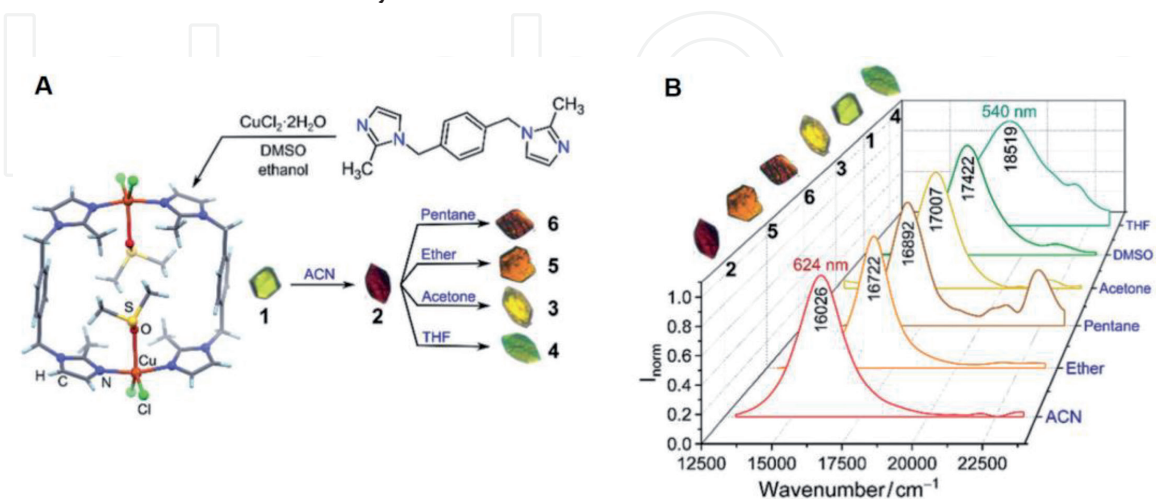 A
CuCl₂·2H₂O
DMSO
ethanol
CH₃
N
N
N
N
H₃C
S
O
Cu
H
C
N
Cl
1
ACN
2
Pentane
6
Ether
5
Acetone
3
THF
4
B
4
1
3
6
5
2
540 nm
18519
17422
17007
16892
16722
624 nm
16026
THF
DMSO
Acetone
Pentane
Ether
ACN
Iₙₒᵣₘ
1.0
0.8
0.6
0.4
0.2
0.0
12500 15000 17500 20000 22500
Wavenumber/cm⁻¹